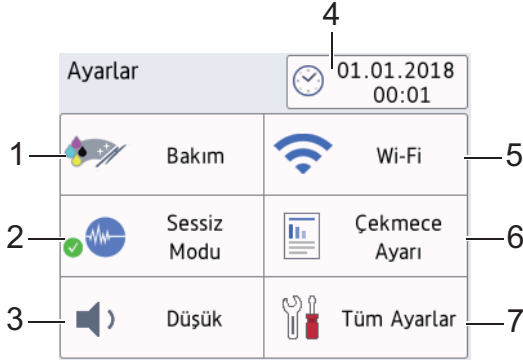 4
Ayarlar
01.01.2018
00:01
1
Bakım
Wi-Fi
5
2
Sessiz
Modu
Çekmece
Ayarı
6
3
Düşük
Tüm Ayarlar
7